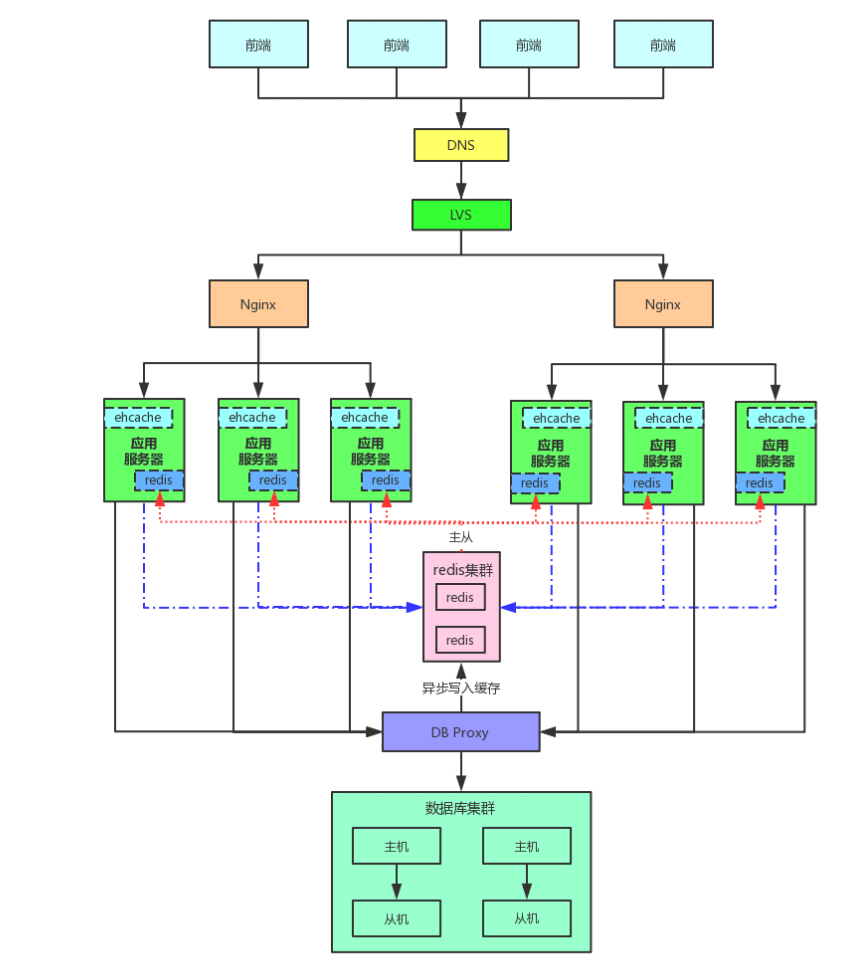 前端
前端
前端
前端
DNS
LVS
Nginx
Nginx
ehcache
应用
服务器
redis
ehcache
应用
服务器
redis
ehcache
应用
服务器
redis
ehcache
应用
服务器
redis
ehcache
应用
服务器
redis
ehcache
应用
服务器
redis
主从
redis集群
redis
redis
异步写入缓存
DB Proxy
数据库集群
主机
主机
从机
从机